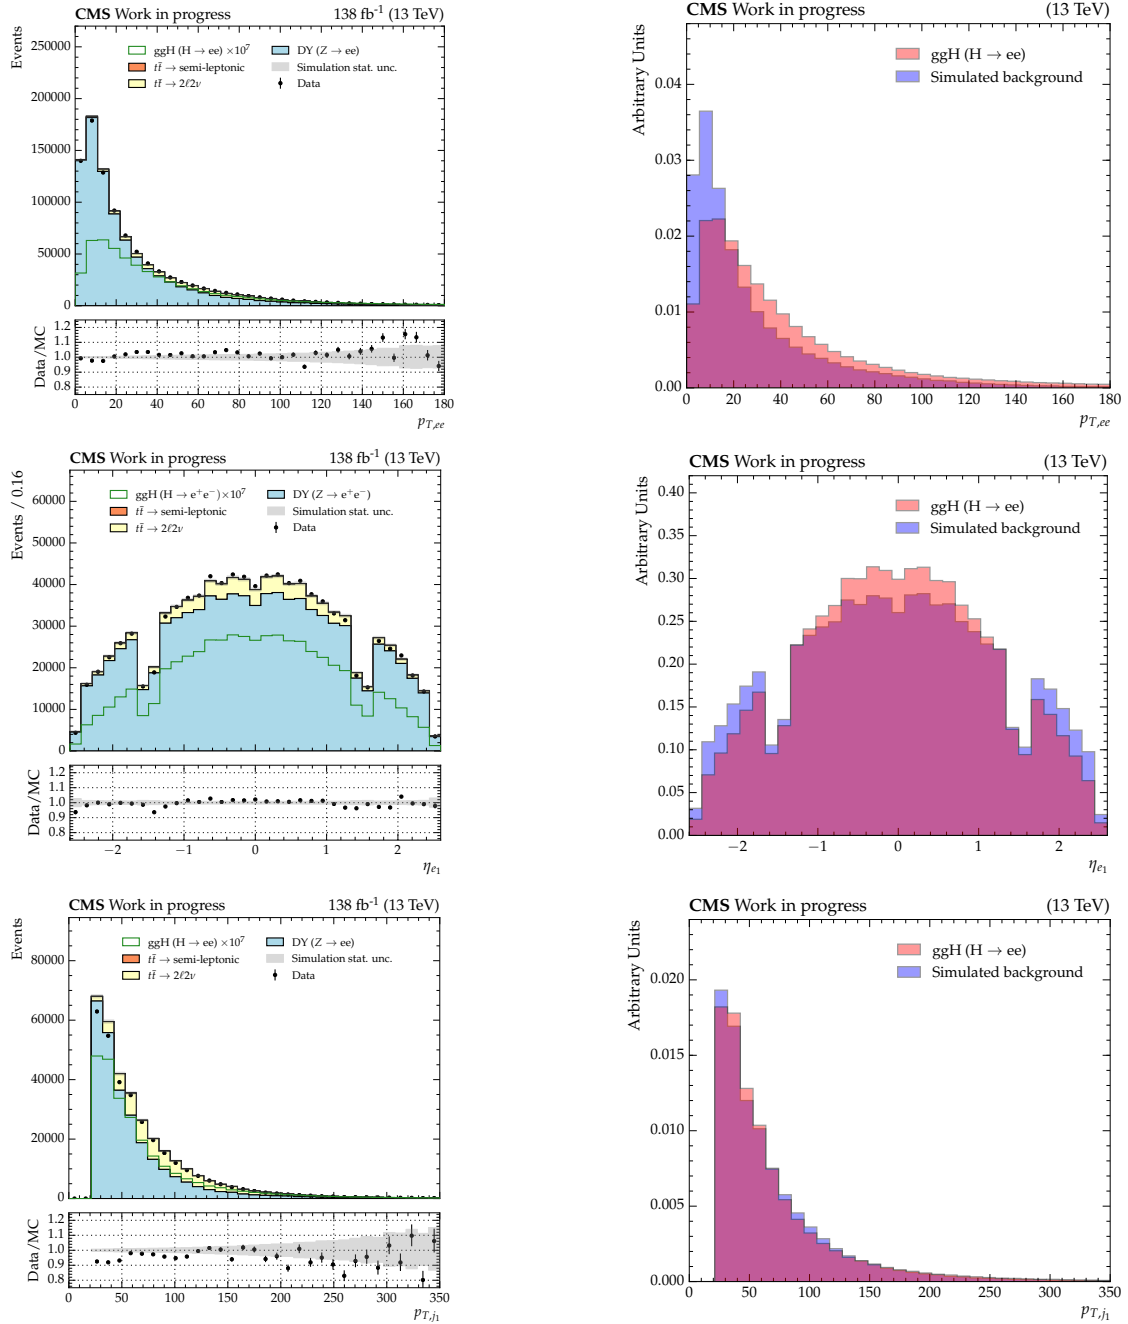 CMS Work in progress 138 fb-1 (13 TeV)
Events
250000
200000
150000
100000
50000
0
ggH (H → ee) ×10⁷
tt̄ → semi-leptonic
tt̄ → 2ℓ2ν
DY (Z → ee)
Simulation stat. unc.
Data
Data/MC
1.2
1.1
1.0
0.9
0.8
0 20 40 60 80 100 120 140 160 180
pT,ee
CMS Work in progress (13 TeV)
Arbitrary Units
0.04
0.03
0.02
0.01
0.00
ggH (H → ee)
Simulated background
20 40 60 80 100 120 140 160 180
pT,ee
CMS Work in progress 138 fb-1 (13 TeV)
Events / 0.16
60000
50000
40000
30000
20000
10000
0
ggH (H → e⁺e⁻)×10⁷
tt̄ → semi-leptonic
tt̄ → 2ℓ2ν
DY (Z → e⁺e⁻)
Simulation stat. unc.
Data
Data/MC
1.2
1.1
1.0
0.9
0.8
−2 −1 0 1 2
ηe1
CMS Work in progress (13 TeV)
Arbitrary Units
0.40
0.35
0.30
0.25
0.20
0.15
0.10
0.05
0.00
ggH (H → ee)
Simulated background
−2 −1 0 1 2
ηe1
CMS Work in progress 138 fb-1 (13 TeV)
Events
80000
60000
40000
20000
0
ggH (H → ee) ×10⁷
tt̄ → semi-leptonic
tt̄ → 2ℓ2ν
DY (Z → ee)
Simulation stat. unc.
Data
Data/MC
1.2
1.1
1.0
0.9
0.8
0 50 100 150 200 250 300 350
pT,j1
CMS Work in progress (13 TeV)
Arbitrary Units
0.020
0.015
0.010
0.005
0.000
ggH (H → ee)
Simulated background
0 50 100 150 200 250 300 350
pT,j1